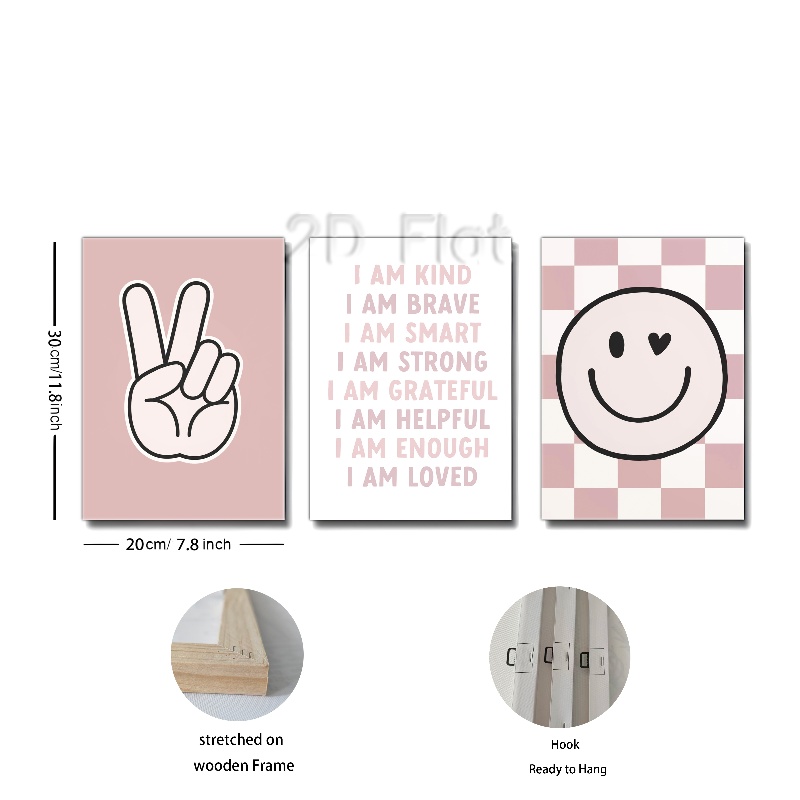 2D Flat
I AM KIND
I AM BRAVE
I AM SMART
I AM STRONG
I AM GRATEFUL
I AM HELPFUL
I AM ENOUGH
I AM LOVED
30cm/11.8inch
20cm/ 7.8 inch
stretched on
wooden Frame
Hook
Ready to Hang